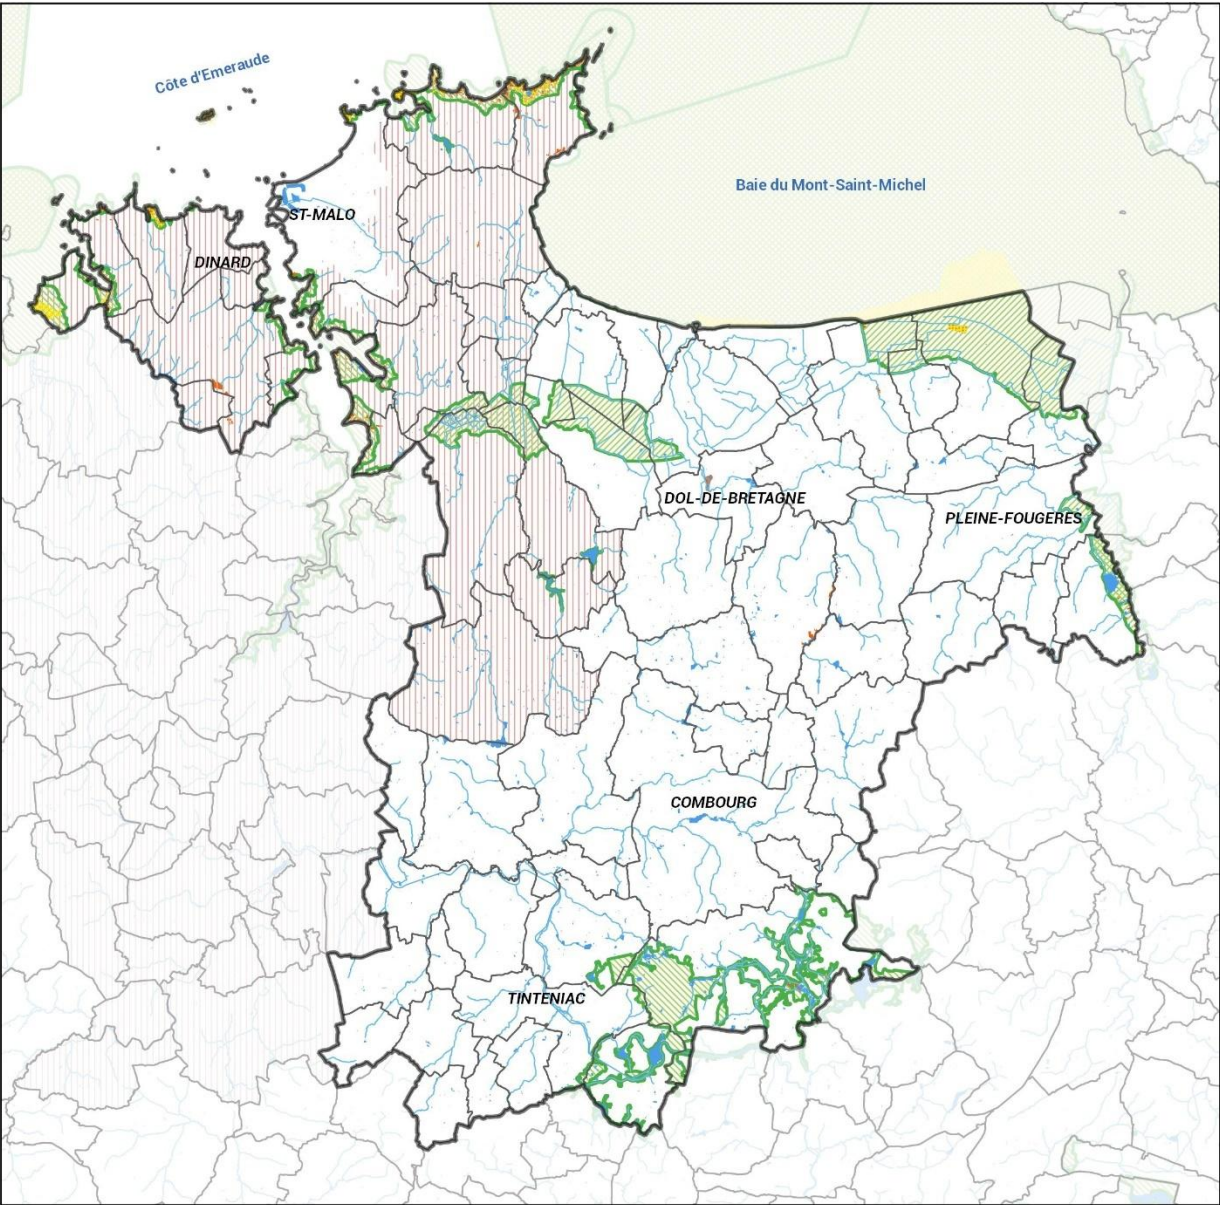 Côte d'Emeraude
Baie du Mont-Saint-Michel
ST-MALO
DINARD
DOL-DE-BRETAGNE
PLEINE-FOUGERES
COMBOURG
TINTENIAC